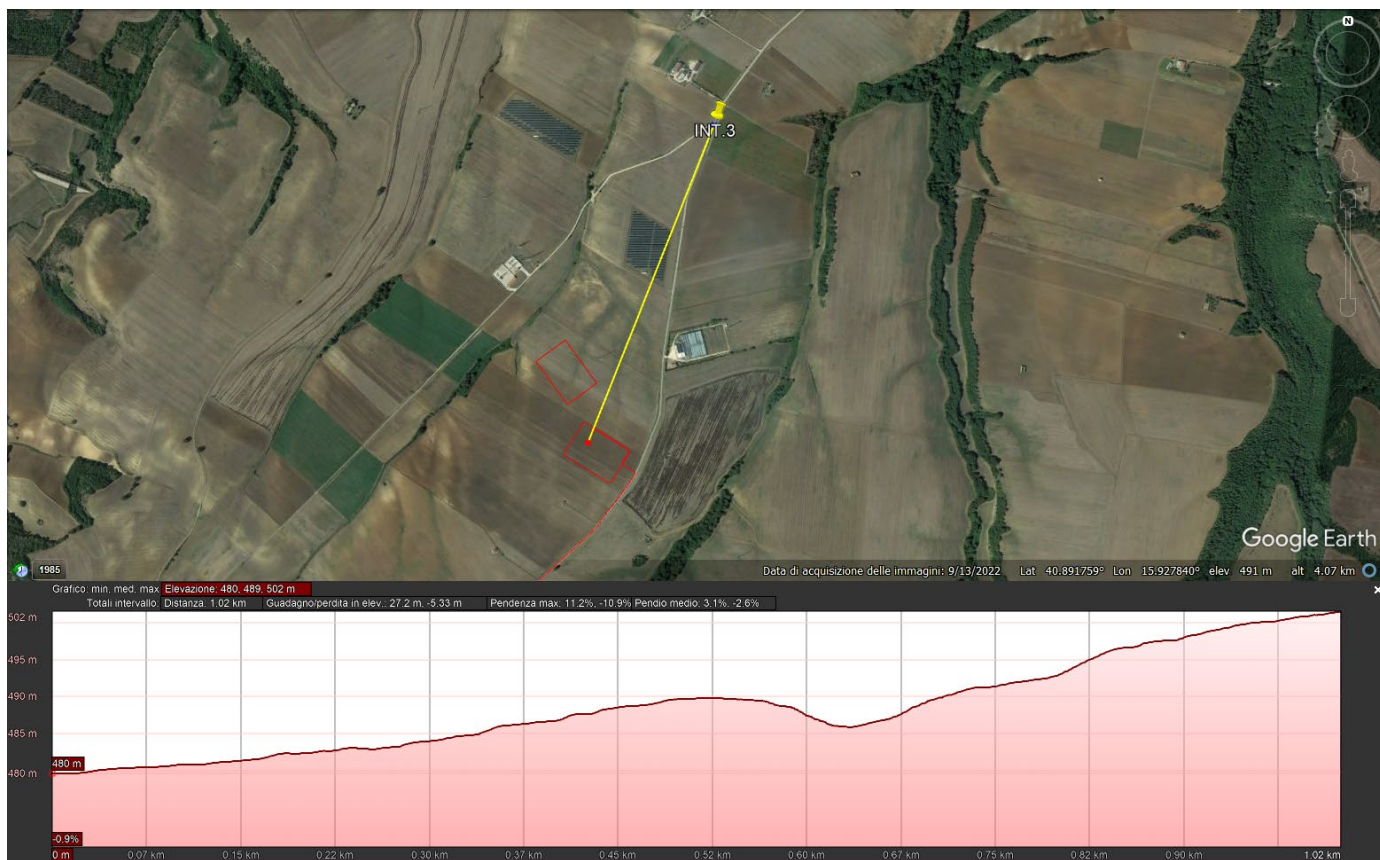 N
INT.3
Google Earth
1985
Data di acquisizione delle immagini: 9/13/2022 Lat 40.891759° Lon 15.927840° elev 491 m alt 4.07 km
Grafico: min. med. max Elevazione: 480, 489, 502 m
Totali intervallo: Distanza: 1.02 km Guadagno/perdita in elev.: 27.2 m, -5.33 m Pendenza max: 11.2%, -10.9% Pendio medio: 3.1%, -2.6%
502 m
495 m
490 m
485 m
480 m
480 m
-0.9%
0 m 0.07 km 0.15 km 0.22 km 0.30 km 0.37 km 0.45 km 0.52 km 0.60 km 0.67 km 0.75 km 0.82 km 0.90 km 1.02 km